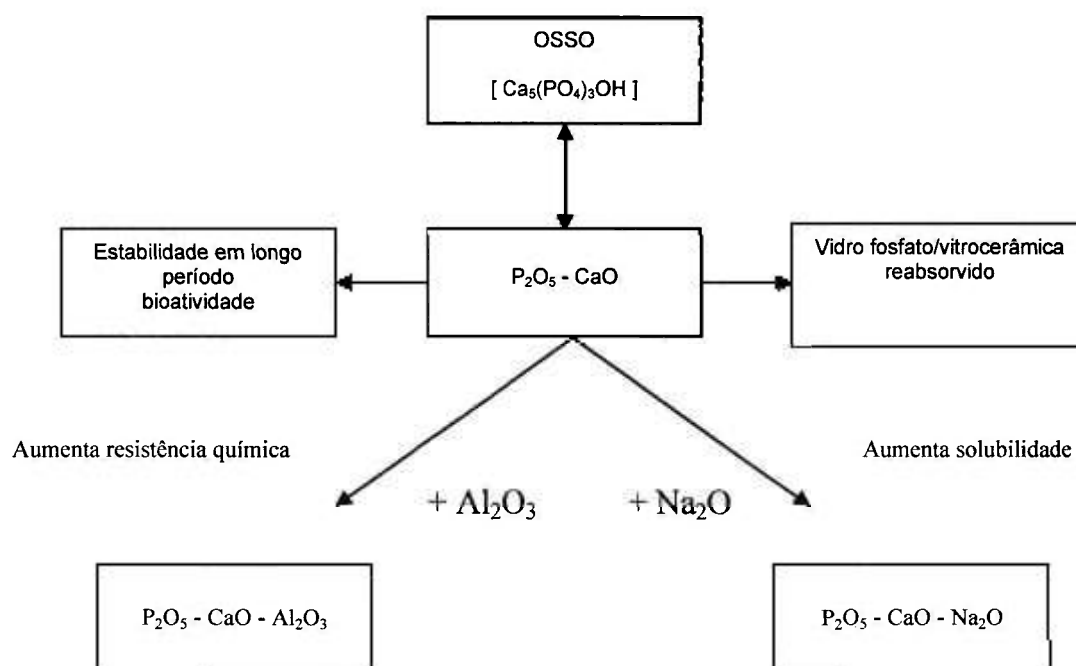 OSSO
[ Ca₅(PO₄)₃OH ]
Estabilidade em longo
período
bioatividade
P₂O₅ - CaO
Vidro fosfato/vitrocerâmica
reabsorvido
Aumenta resistência química
Aumenta solubilidade
+ Al₂O₃
+ Na₂O
P₂O₅ - CaO - Al₂O₃
P₂O₅ - CaO - Na₂O